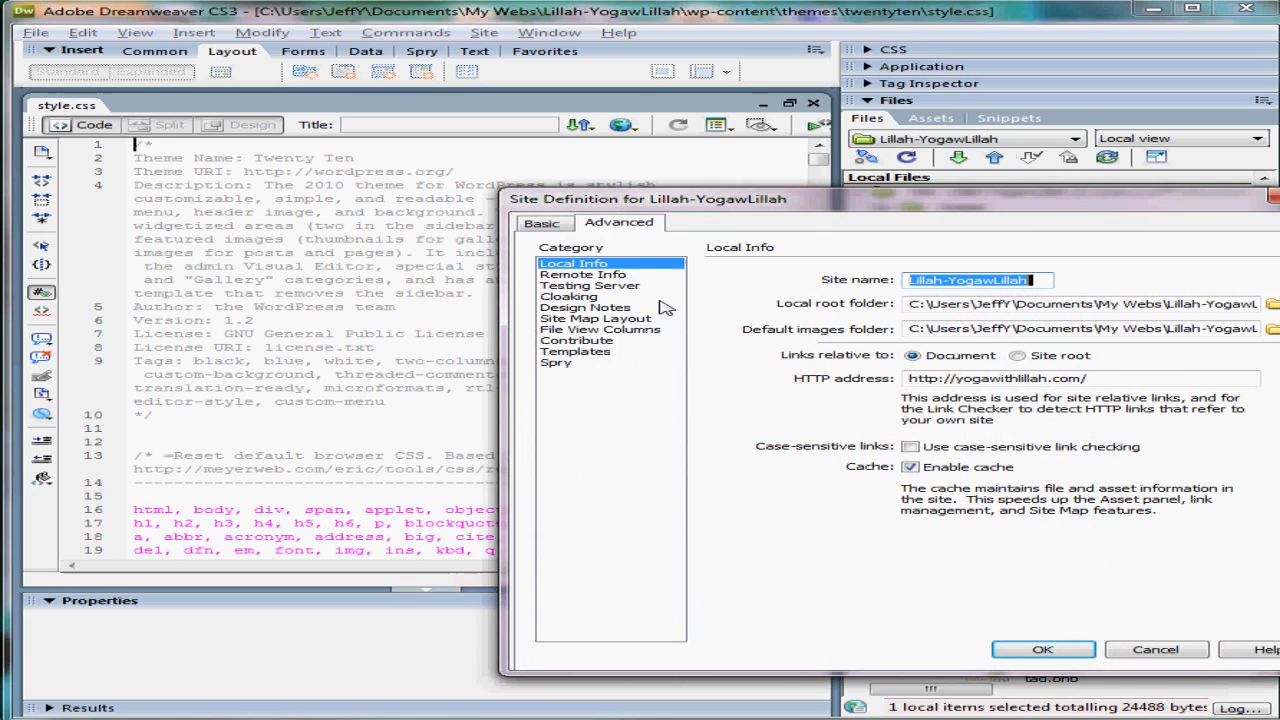 Dw Adobe Dreamweaver CS3 - [C:\Users\JeffY\Documents\My Webs\Lillah-YogawLillah\wp-content\themes\twentyten\style.css]
File Edit View Insert Modify Text Commands Site Window Help
Insert Common Layout Forms Data Spry Text Favorites
Standard Expanded
style.css
Code Split Design Title:
1 /*
2 Theme Name: Twenty Ten
3 Theme URI: http://wordpress.org/
4 Description: The 2010 theme for WordPress is stylish
customizable, simple, and readable -
menu, header image, and background.
widgetized areas (two in the sidebar
featured images (thumbnails for gall
images for posts and pages). It incl
the admin Visual Editor, special st
and "Gallery" categories, and has a
template that removes the sidebar.
5 Author: the WordPress team
6 Version: 1.2
7 License: GNU General Public License
8 License URI: license.txt
9 Tags: black, blue, white, two-column
custom-background, threaded-comme
translation-ready, microformats, rtl
editor-style, custom-menu
10 */
11
12
13 /* =Reset default browser CSS. Based
http://meyerweb.com/eric/tools/css/re
14 --------------------------------
15
16 html, body, div, span, applet, objec
17 h1, h2, h3, h4, h5, h6, p, blockquot
18 a, abbr, acronym, address, big, cite
19 del, dfn, em, font, img, ins, kbd, q
Properties
Results
CSS
Application
Tag Inspector
Files
Files Assets Snippets
Lillah-YogawLillah Local view
Local Files
Site Definition for Lillah-YogawLillah
Basic Advanced
Category
Local Info
Remote Info
Testing Server
Cloaking
Design Notes
Site Map Layout
File View Columns
Contribute
Templates
Spry
Local Info
Site name: Lillah-YogawLillah
Local root folder: C:\Users\JeffY\Documents\My Webs\Lillah-YogawL
Default images folder: C:\Users\JeffY\Documents\My Webs\Lillah-YogawL
Links relative to: Document Site root
HTTP address: http://yogawithlillah.com/
This address is used for site relative links, and for
the Link Checker to detect HTTP links that refer to
your own site
Case-sensitive links: Use case-sensitive link checking
Cache: Enable cache
The cache maintains file and asset information in
the site. This speeds up the Asset panel, link
management, and Site Map features.
OK Cancel Help
tag.php
1 local items selected totalling 24488 bytes Log...